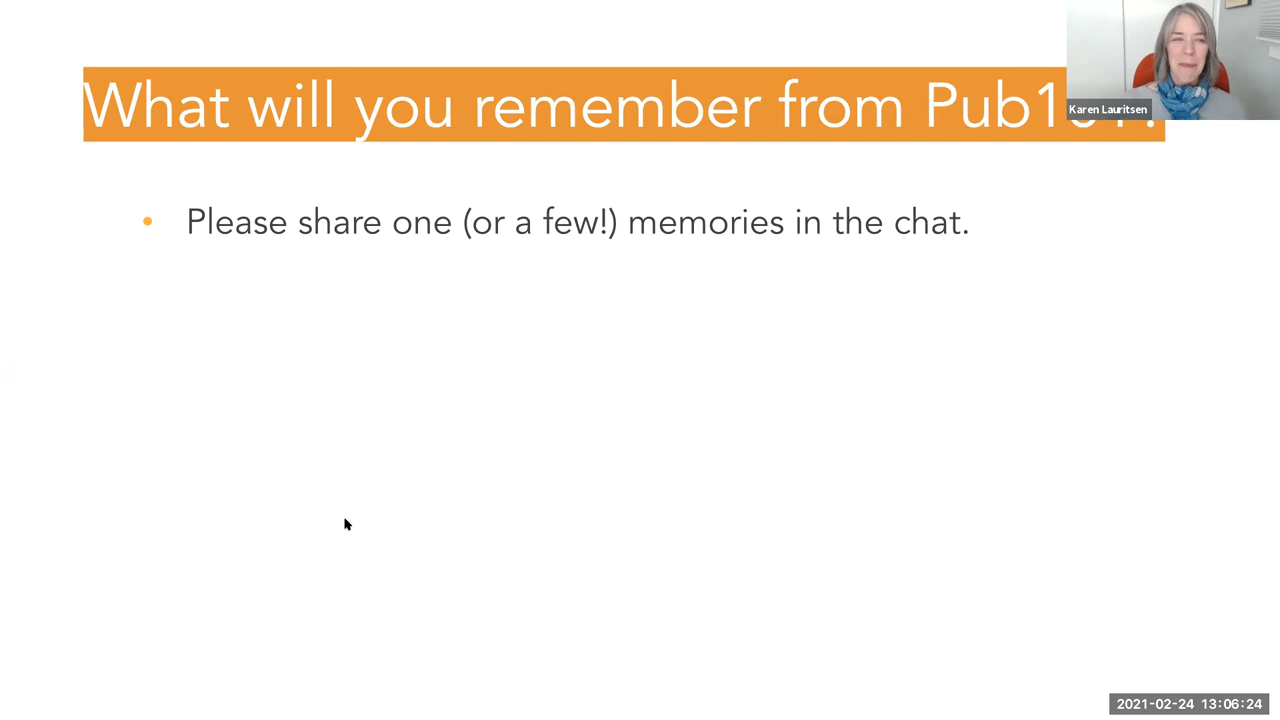 What will you remember from Pub101?
Karen Lauritsen
Please share one (or a few!) memories in the chat.
2021-02-24 13:06:24